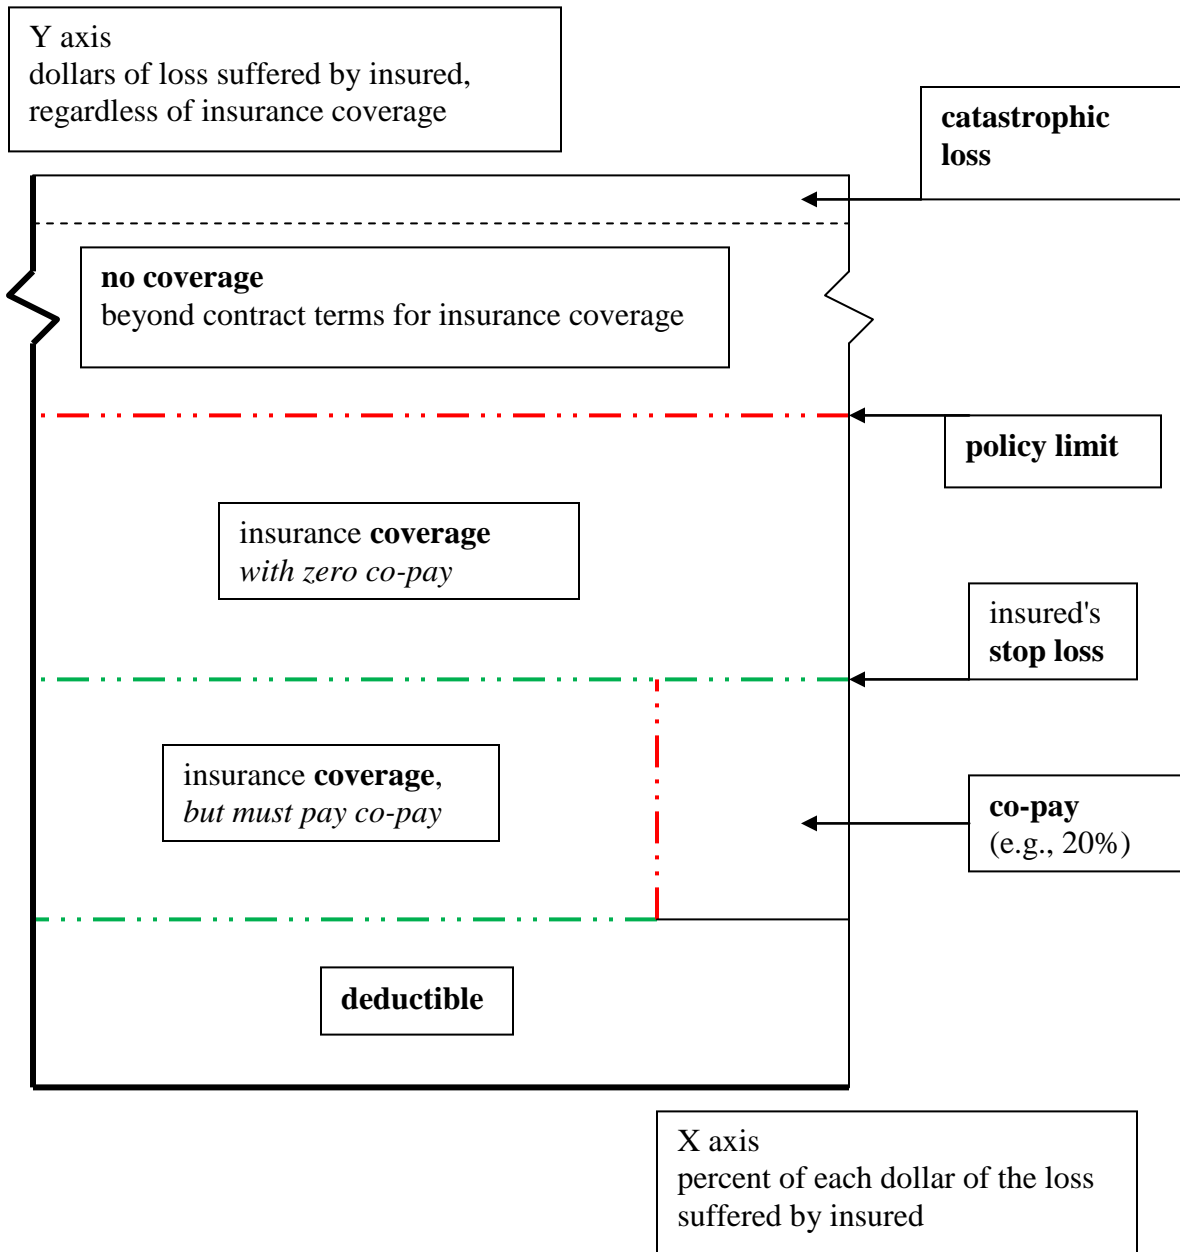 Y axis
dollars of loss suffered by insured,
regardless of insurance coverage
catastrophic
loss
no coverage
beyond contract terms for insurance coverage
policy limit
insurance coverage
with zero co-pay
insured's
stop loss
insurance coverage,
but must pay co-pay
co-pay
(e.g., 20%)
deductible
X axis
percent of each dollar of the loss
suffered by insured